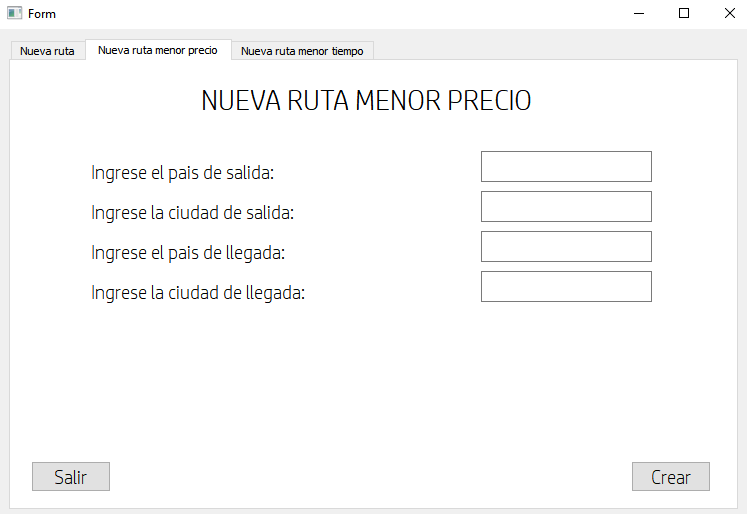 Form
Nueva ruta Nueva ruta menor precio Nueva ruta menor tiempo
NUEVA RUTA MENOR PRECIO
Ingrese el pais de salida:
Ingrese la ciudad de salida:
Ingrese el pais de llegada:
Ingrese la ciudad de llegada:
Salir Crear